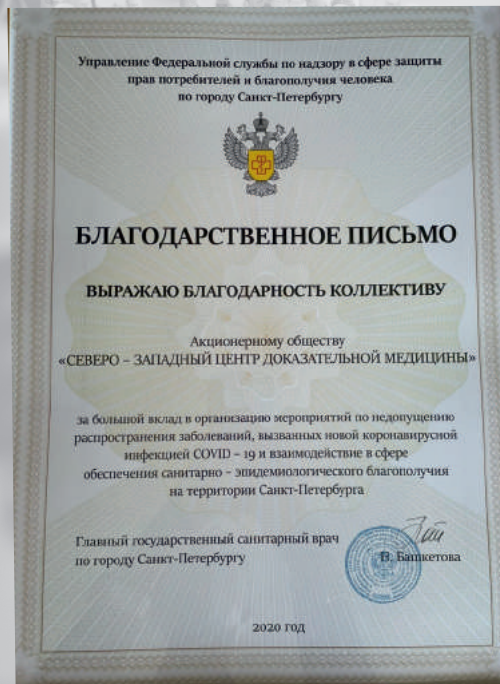 Управление Федеральной службы по надзору в сфере защиты
прав потребителей и благополучия человека
по городу Санкт-Петербургу
БЛАГОДАРСТВЕННОЕ ПИСЬМО
ВЫРАЖАЮ БЛАГОДАРНОСТЬ КОЛЛЕКТИВУ
Акционерному обществу
«СЕВЕРО – ЗАПАДНЫЙ ЦЕНТР ДОКАЗАТЕЛЬНОЙ МЕДИЦИНЫ»
за большой вклад в организацию мероприятий по недопущению
распространения заболеваний, вызванных новой коронавирусной
инфекцией COVID – 19 и взаимодействие в сфере
обеспечения санитарно – эпидемиологического благополучия
на территории Санкт-Петербурга
Главный государственный санитарный врач
по городу Санкт-Петербургу
В. Башкетова
2020 год